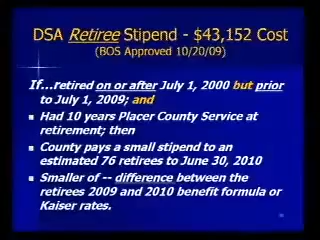 DSA Retiree Stipend - $43,152 Cost
(BOS Approved 10/20/09)
If...retired on or after July 1, 2000 but prior
to July 1, 2009; and
Had 10 years Placer County Service at
retirement; then
County pays a small stipend to an
estimated 76 retirees to June 30, 2010
Smaller of -- difference between the
retirees 2009 and 2010 benefit formula or
Kaiser rates.